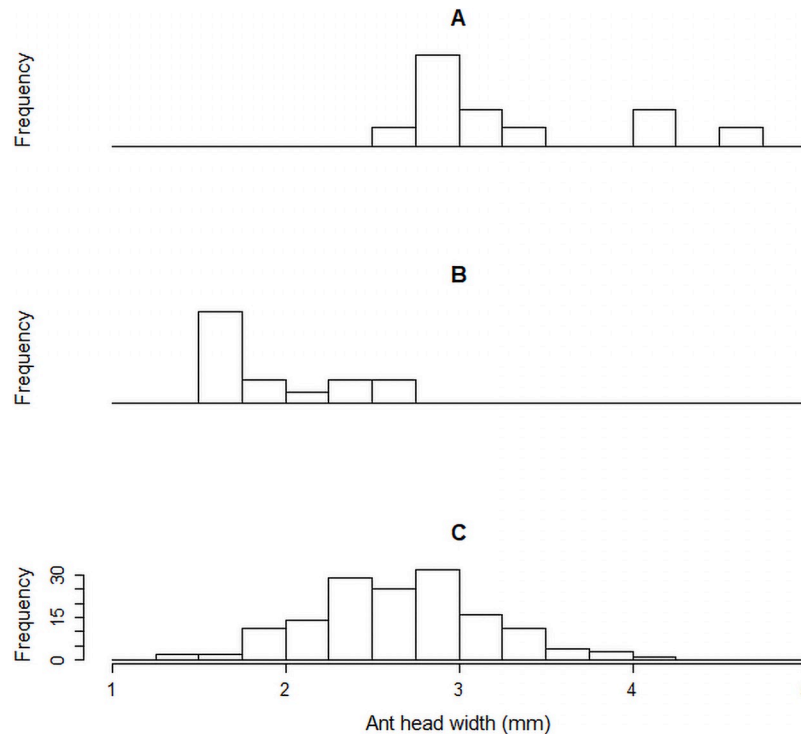 A
Frequency
B
Frequency
C
Frequency
0 15 30
1 2 3 4
Ant head width (mm)